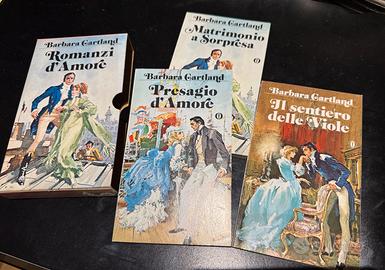 Barbara Cartland
Romanzi
d'Amore
Barbara Cartland
Matrimonio
a Sorpresa
Barbara Cartland
Presagio
d'Amore
Barbara Cartland
Il sentiero
delle Viole